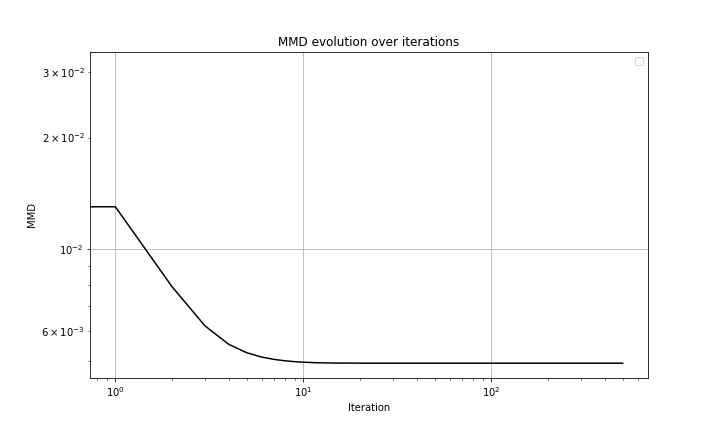 MMD evolution over iterations
3 × 10⁻²
2 × 10⁻²
10⁻²
6 × 10⁻³
MMD
10⁰
10¹
10²
Iteration